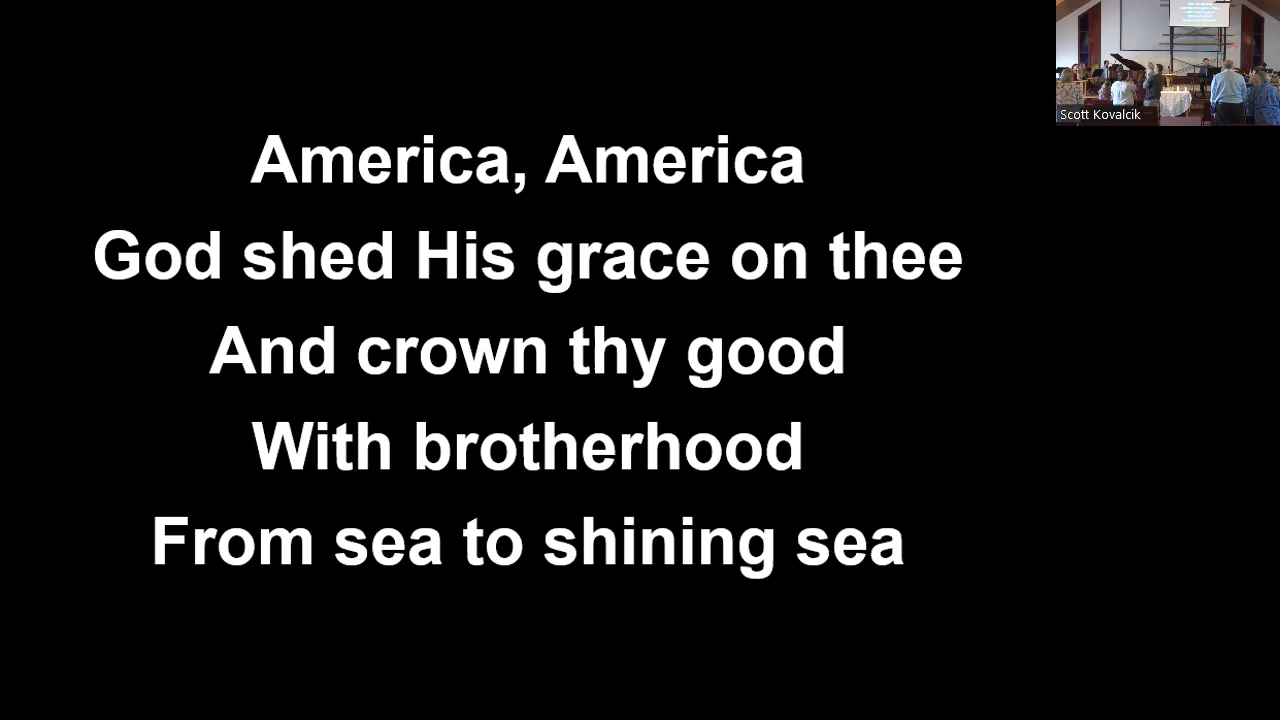 America, America
God shed His grace on thee
And crown thy good
With brotherhood
From sea to shining sea
Scott Kovalcik